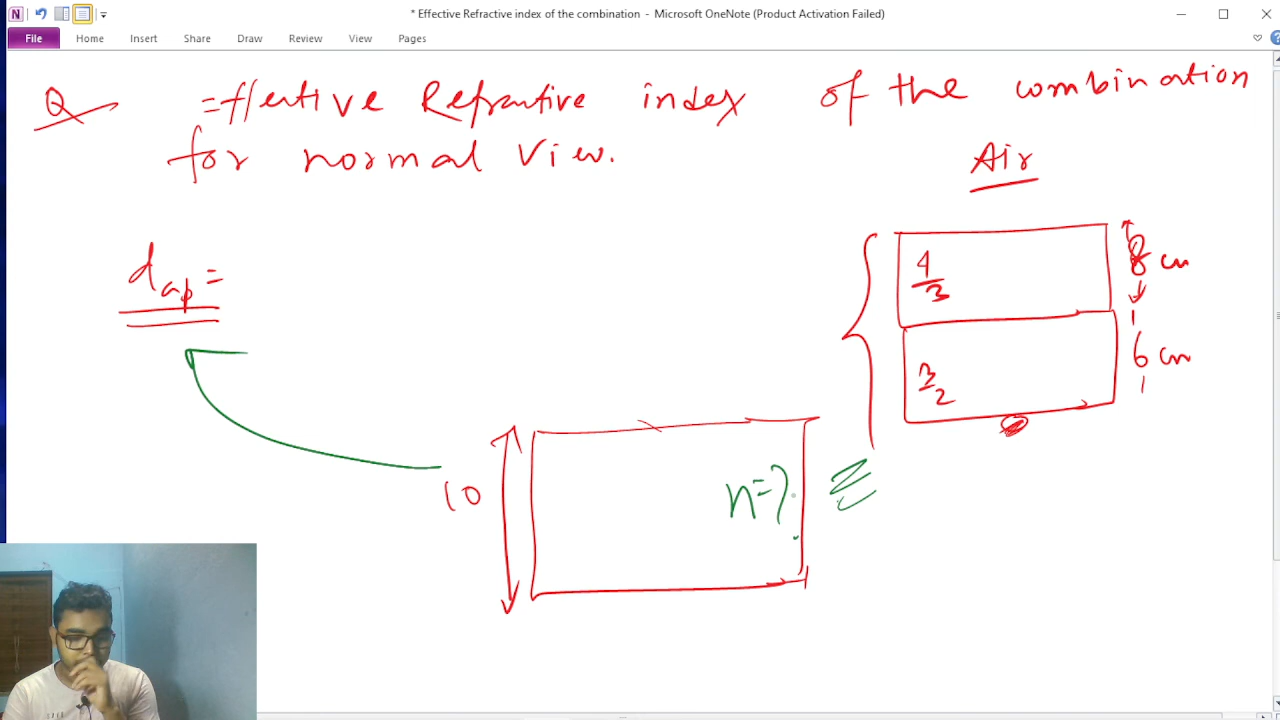 * Effective Refractive index of the combination - Microsoft OneNote (Product Activation Failed)
File Home Insert Share Draw Review View Pages
Q Effective Refractive index of the combination
for normal View.
Air
4/3
8 cm
d ap =
3/2
6 cm
10
n=?